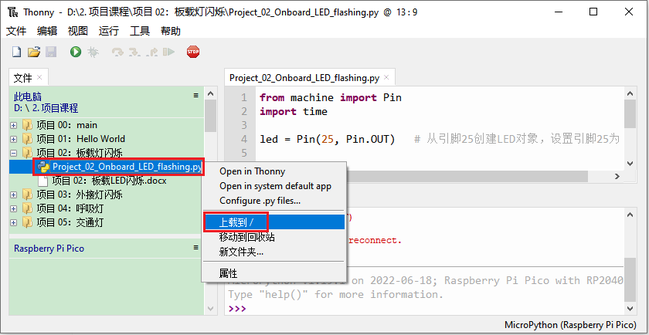 Thonny - D:\2. 项目课程\项目 02：板载灯闪烁\Project_02_Onboard_LED_flashing.py @ 13 : 9
文件 编辑 视图 运行 工具 帮助
STOP
文件
此电脑
D: \ 2.项目课程
项目 00：main
项目 01：Hello World
项目 02：板载灯闪烁
Project_02_Onboard_LED_flashing.py
项目 02：板载LED闪烁.docx
项目 03：外接灯闪烁
项目 04：呼吸灯
项目 05：交通灯
Raspberry Pi Pico
Project_02_Onboard_LED_flashing.py
1 from machine import Pin
2 import time
3
4 led = Pin(25, Pin.OUT) # 从引脚25创建LED对象，设置引脚25为
Open in Thonny
Open in system default app
Configure .py files...
上载到 /
移动到回收站
新文件夹...
属性
reconnect.
on 2022-06-18; Raspberry Pi Pico with RP2040
Type "help()" for more information.
>>>
MicroPython (Raspberry Pi Pico)